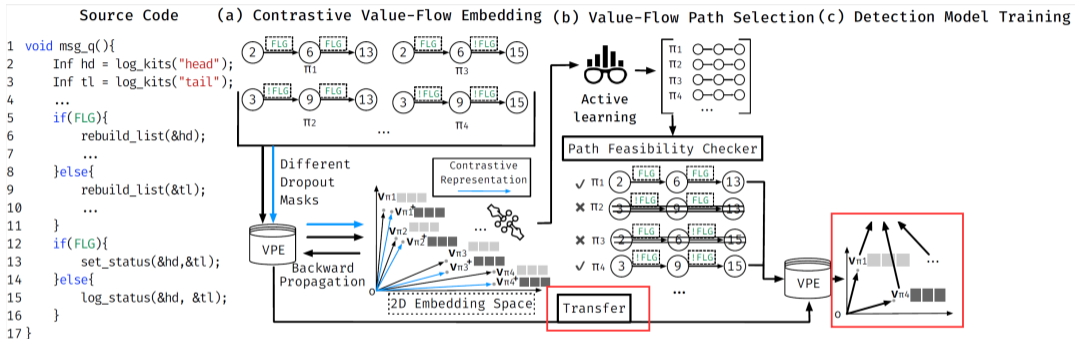 Source Code
(a) Contrastive Value-Flow Embedding
(b) Value-Flow Path Selection
(c) Detection Model Training
1 void msg_q(){
2 Inf hd = log_kits("head");
3 Inf tl = log_kits("tail");
4 ...
5 if(FLG){
6 rebuild_list(&hd);
7 ...
8 }else{
9 rebuild_list(&tl);
10 ...
11 }
12 if(FLG){
13 set_status(&hd,&tl);
14 }else{
15 log_status(&hd, &tl);
16 }
17 }
2 FLG 6 FLG 13
π1
2 FLG 6 !FLG 15
π3
3 !FLG 9 FLG 13
π2
3 !FLG 9 !FLG 15
π4
...
Different
Dropout
Masks
VPE
Backward
Propagation
Contrastive
Representation
Vπ1
Vπ1+
Vπ2
Vπ2+
...
Vπ3
Vπ3+
Vπ4
Vπ4+
O
2D Embedding Space
Active
learning
π1
π2
π3
π4
...
Path Feasibility Checker
✓ π1 2 FLG 6 FLG 13
✗ π2 3 !FLG 9 FLG 13
✗ π3 2 FLG 6 !FLG 15
✓ π4 3 !FLG 9 !FLG 15
...
Transfer
VPE
Vπ1
...
Vπ4
O